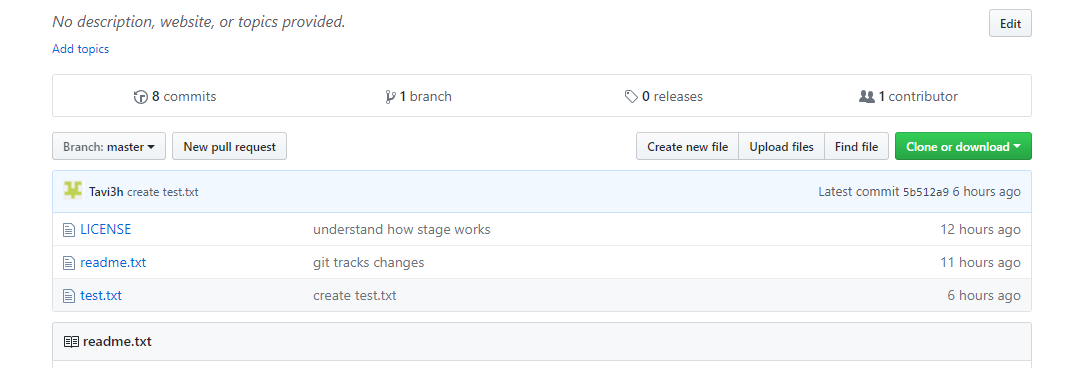 No description, website, or topics provided.
Edit
Add topics
8 commits
1 branch
0 releases
1 contributor
Branch: master
New pull request
Create new file
Upload files
Find file
Clone or download
Tavi3h create test.txt
Latest commit 5b512a9 6 hours ago
LICENSE
understand how stage works
12 hours ago
readme.txt
git tracks changes
11 hours ago
test.txt
create test.txt
6 hours ago
readme.txt